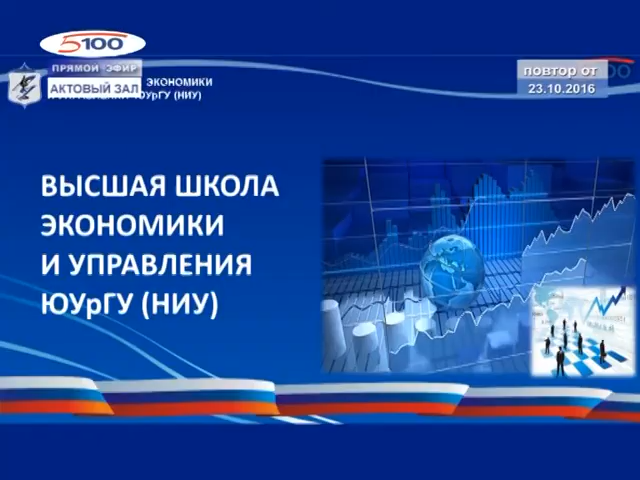 5100
ПРЯМОЙ ЭФИР
АКТОВЫЙ ЗАЛ
ЭКОНОМИКИ
ЮУрГУ (НИУ)
повтор от
23.10.2016
ВЫСШАЯ ШКОЛА
ЭКОНОМИКИ
И УПРАВЛЕНИЯ
ЮУрГУ (НИУ)